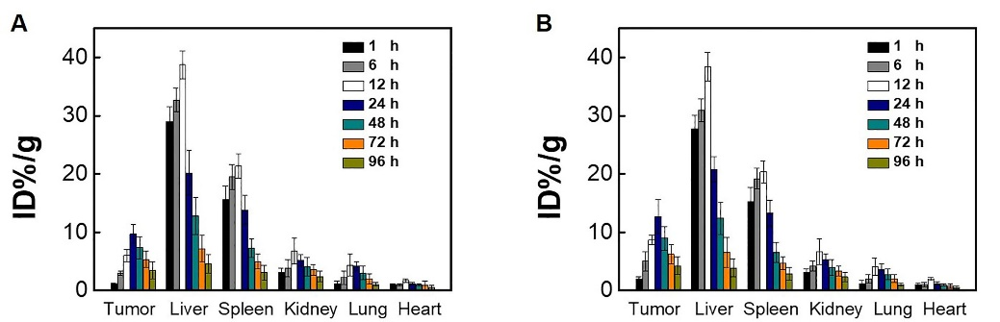 A
ID%/g
40
30
20
10
0
1 h
6 h
12 h
24 h
48 h
72 h
96 h
Tumor Liver Spleen Kidney Lung Heart
B
ID%/g
40
30
20
10
0
1 h
6 h
12 h
24 h
48 h
72 h
96 h
Tumor Liver Spleen Kidney Lung Heart